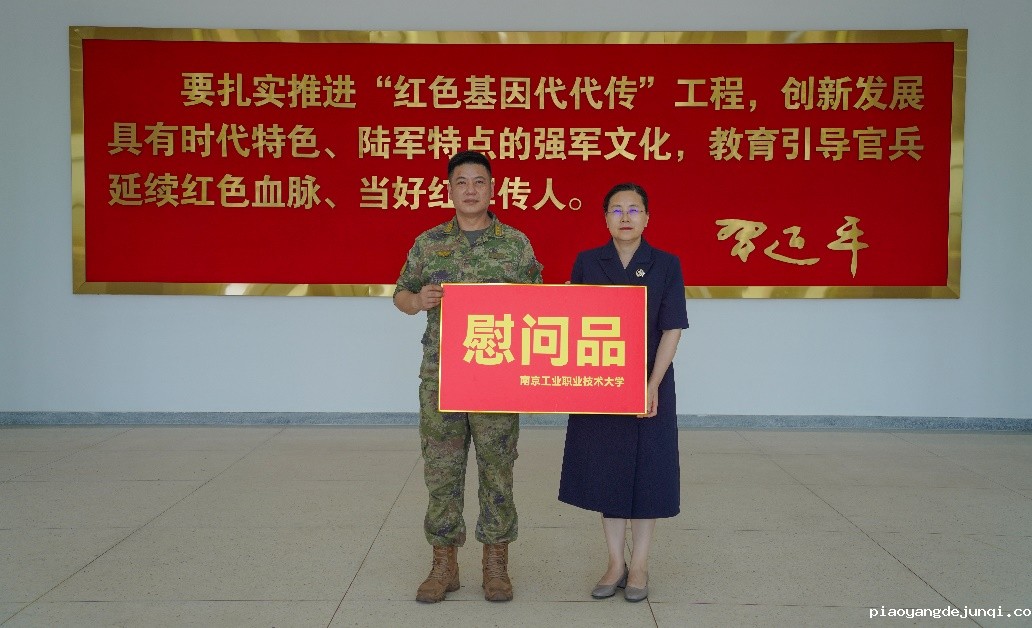 要扎实推进“红色基因代代传”工程，创新发展
具有时代特色、陆军特点的强军文化，教育引导官兵
延续红色血脉、当好红军传人。
习近平
慰问品
南京工业职业技术大学
piaoyangdejunqi.co